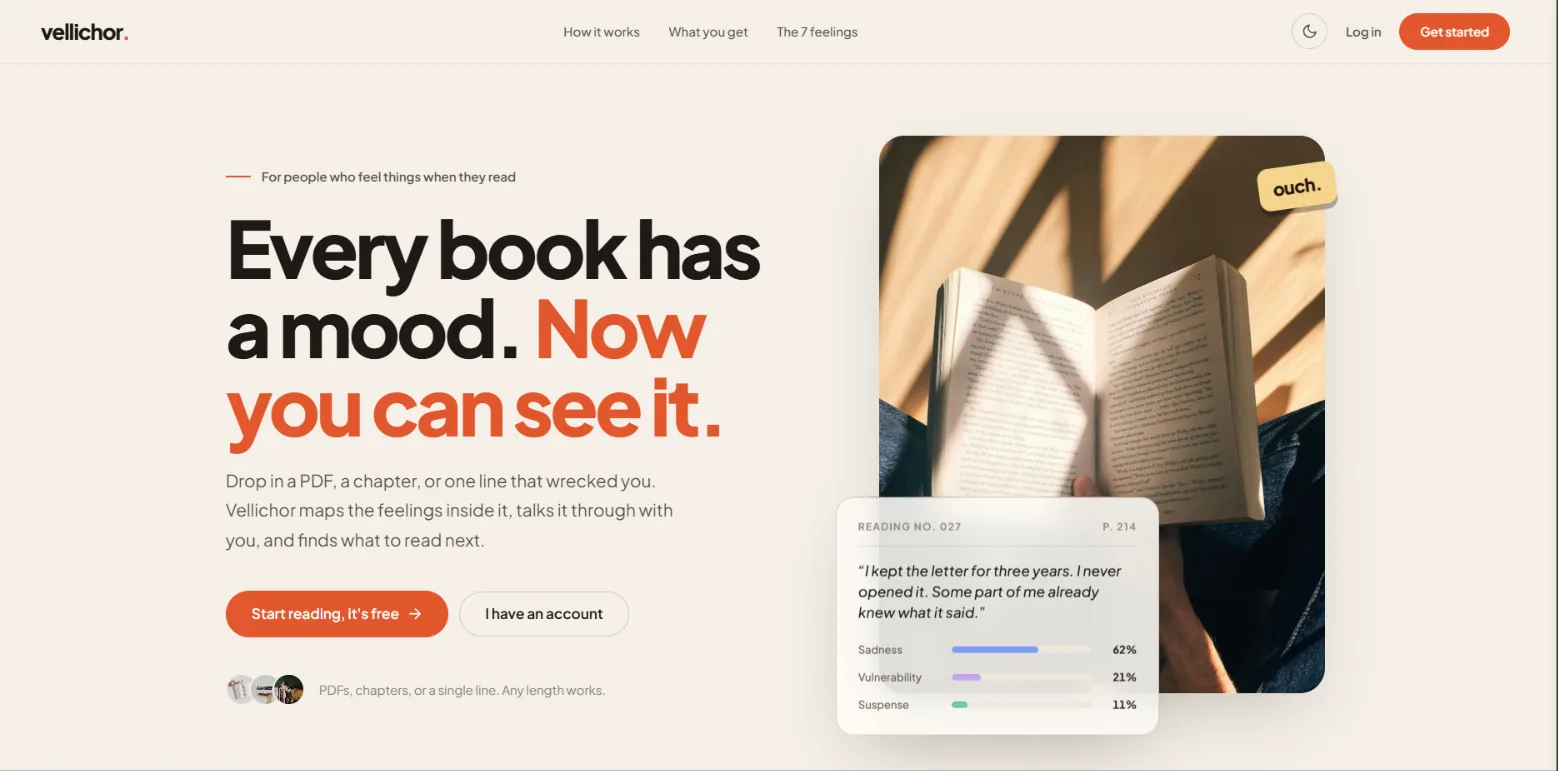 vellichor.
How it works
What you get
The 7 feelings
Log in
Get started
For people who feel things when they read
Every book has
a mood. Now
you can see it.
Drop in a PDF, a chapter, or one line that wrecked you.
Vellichor maps the feelings inside it, talks it through with
you, and finds what to read next.
Start reading, it's free →
I have an account
PDFs, chapters, or a single line. Any length works.
ouch.
READING NO. 027
P. 214
“I kept the letter for three years. I never
opened it. Some part of me already
knew what it said.”
Sadness 62%
Vulnerability 21%
Suspense 11%